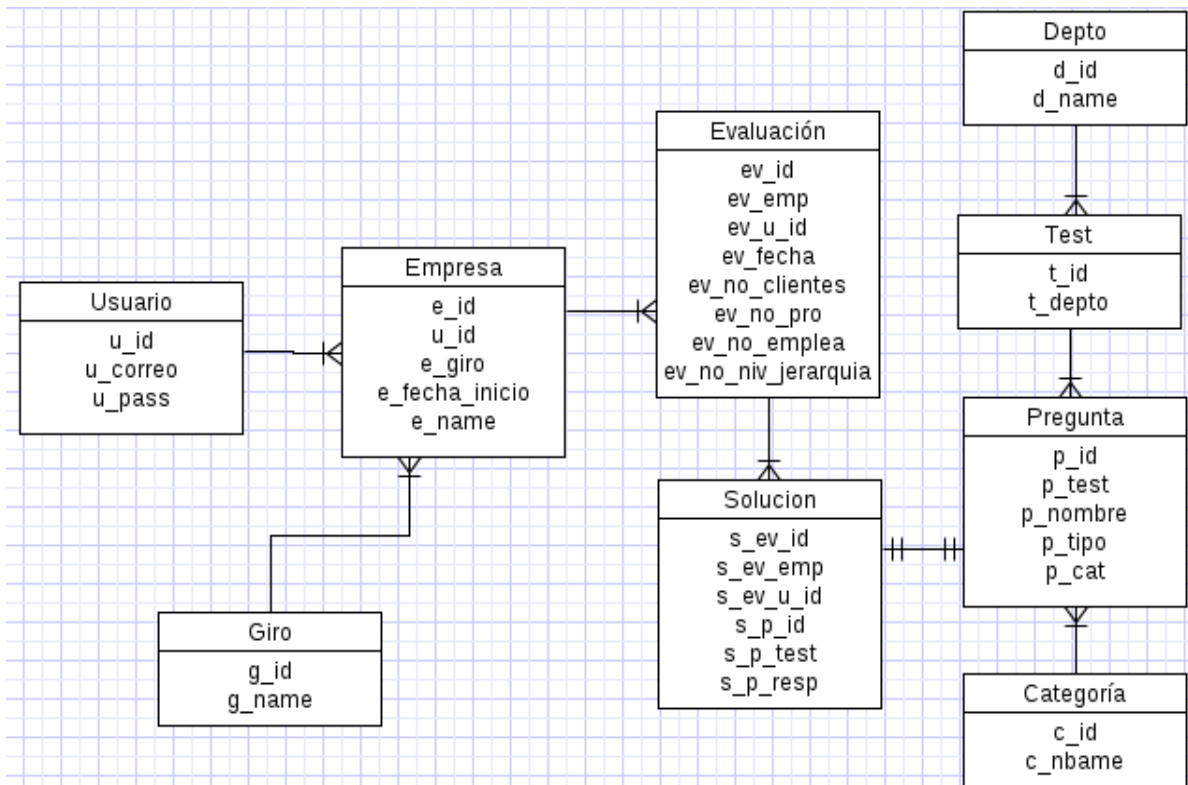 Usuario
u_id
u_correo
u_pass
Empresa
e_id
u_id
e_giro
e_fecha_inicio
e_name
Giro
g_id
g_name
Evaluación
ev_id
ev_emp
ev_u_id
ev_fecha
ev_no_clientes
ev_no_pro
ev_no_emplea
ev_no_niv_jerarquia
Solucion
s_ev_id
s_ev_emp
s_ev_u_id
s_p_id
s_p_test
s_p_resp
Depto
d_id
d_name
Test
t_id
t_depto
Pregunta
p_id
p_test
p_nombre
p_tipo
p_cat
Categoría
c_id
c_nbame